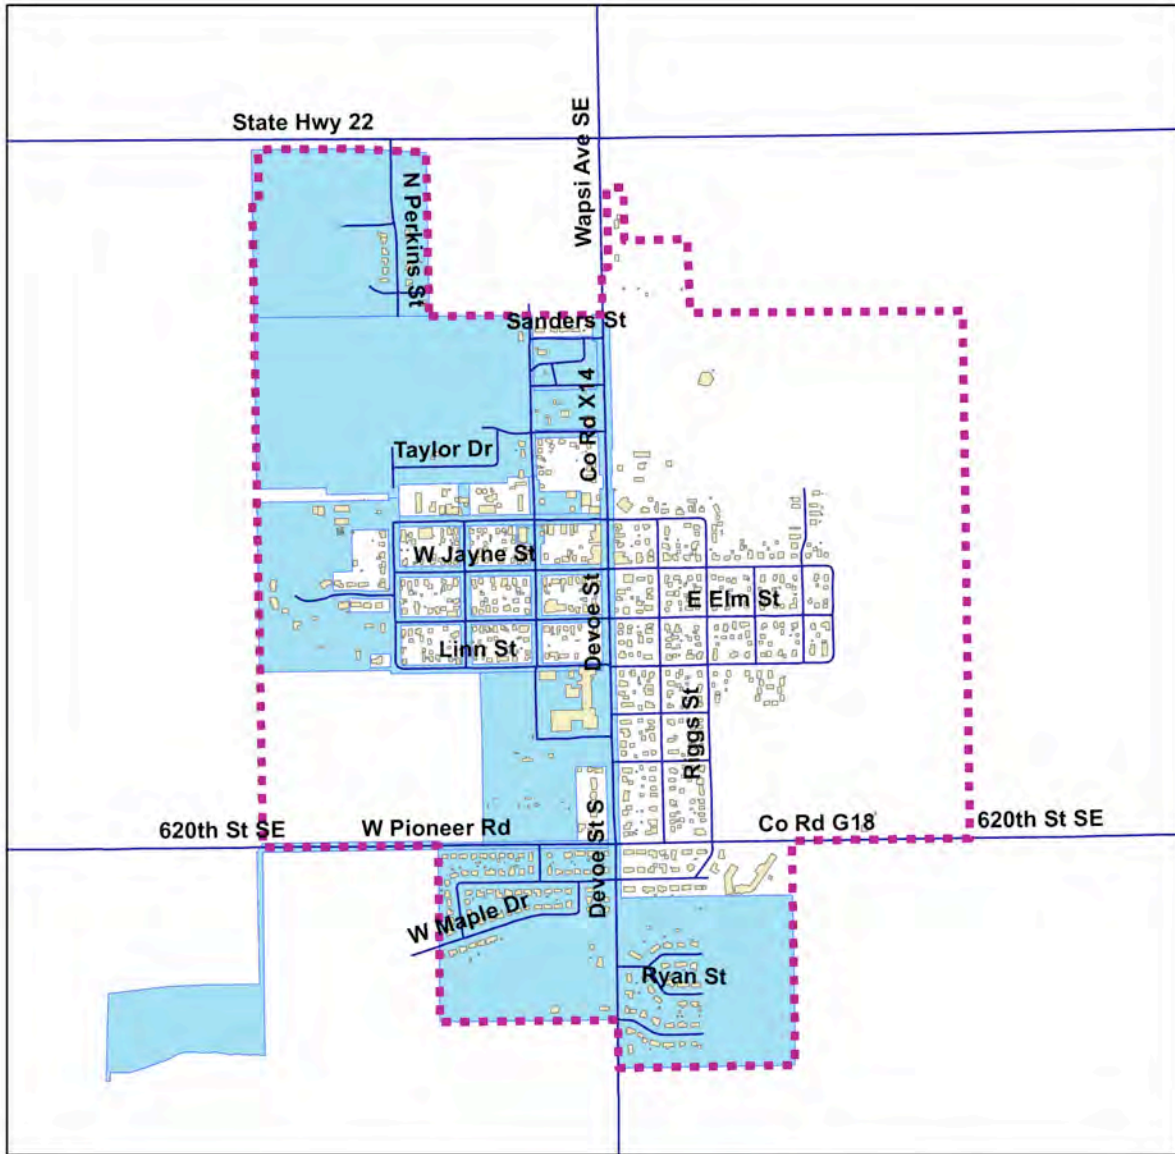 State Hwy 22
Wapsi Ave SE
N Perkins St
Sanders St
Co Rd X14
Taylor Dr
W Jayne St
E Elm St
Devoe St
Linn St
Riggs St
620th St SE
W Pioneer Rd
Co Rd G18
620th St SE
Devoe St S
W Maple Dr
Ryan St